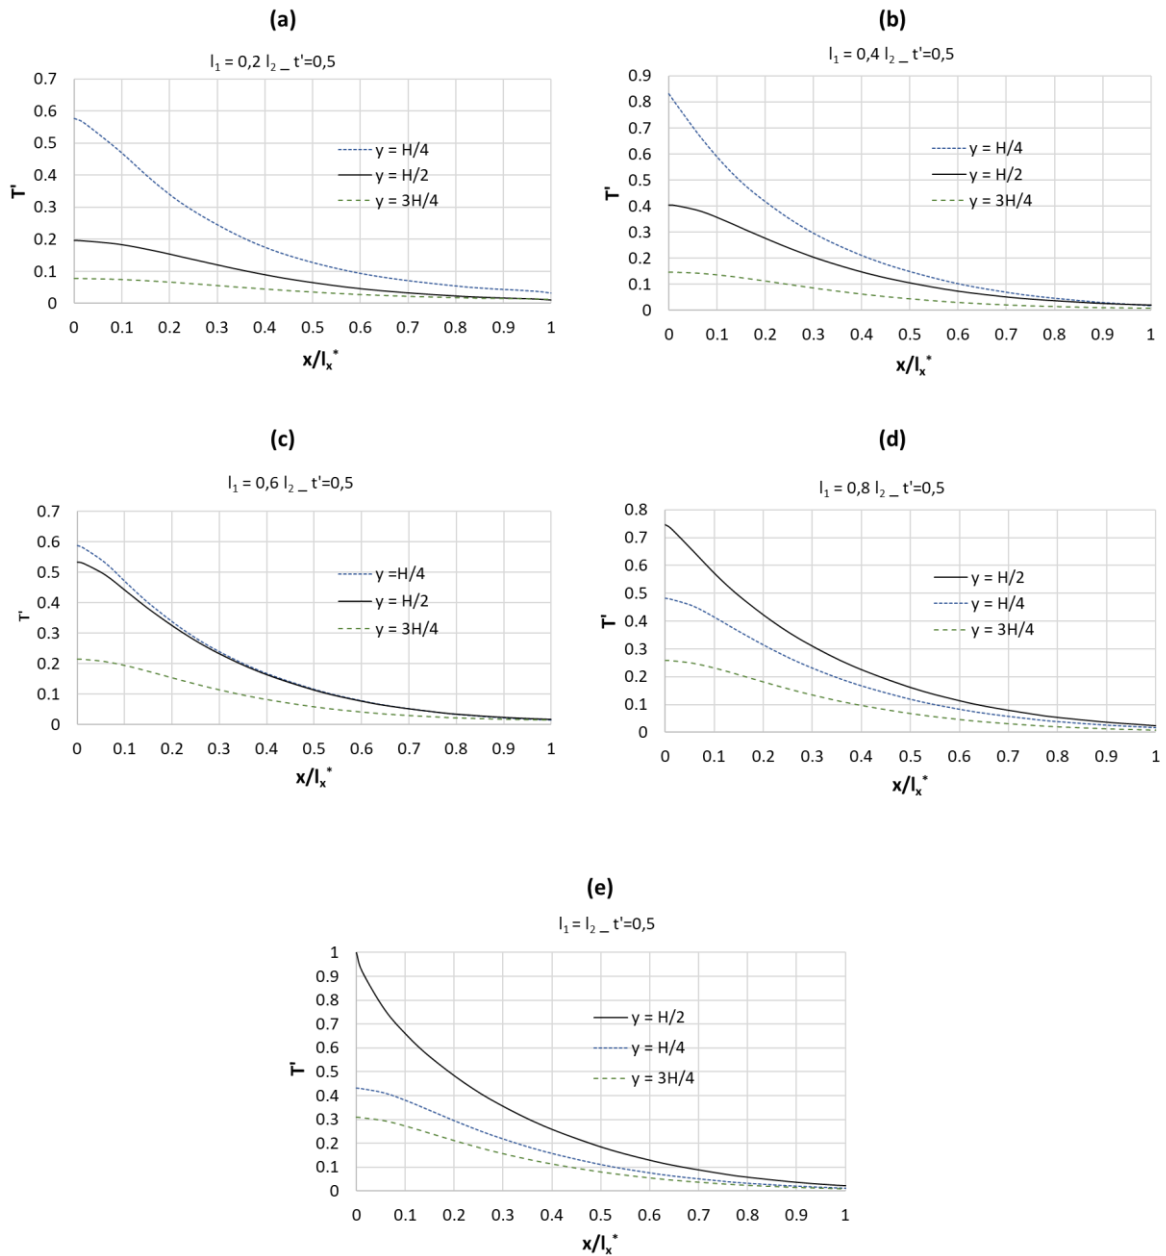 (a)
l1 = 0,2 l2 _ t'=0,5
0.7
0.6
0.5
0.4
0.3
0.2
0.1
0
T'
y = H/4
y = H/2
y = 3H/4
0 0.1 0.2 0.3 0.4 0.5 0.6 0.7 0.8 0.9 1
x/lx*
(b)
l1 = 0,4 l2 _ t'=0,5
0.9
0.8
0.7
0.6
0.5
0.4
0.3
0.2
0.1
0
T'
y = H/4
y = H/2
y = 3H/4
0 0.1 0.2 0.3 0.4 0.5 0.6 0.7 0.8 0.9 1
x/lx*
(c)
l1 = 0,6 l2 _ t'=0,5
0.7
0.6
0.5
0.4
0.3
0.2
0.1
0
T'
y =H/4
y = H/2
y = 3H/4
0 0.1 0.2 0.3 0.4 0.5 0.6 0.7 0.8 0.9 1
x/lx*
(d)
l1 = 0,8 l2 _ t'=0,5
0.8
0.7
0.6
0.5
0.4
0.3
0.2
0.1
0
T'
y = H/2
y = H/4
y = 3H/4
0 0.1 0.2 0.3 0.4 0.5 0.6 0.7 0.8 0.9 1
x/lx*
(e)
l1 = l2 _ t'=0,5
1
0.9
0.8
0.7
0.6
0.5
0.4
0.3
0.2
0.1
0
T'
y = H/2
y = H/4
y = 3H/4
0 0.1 0.2 0.3 0.4 0.5 0.6 0.7 0.8 0.9 1
x/lx*